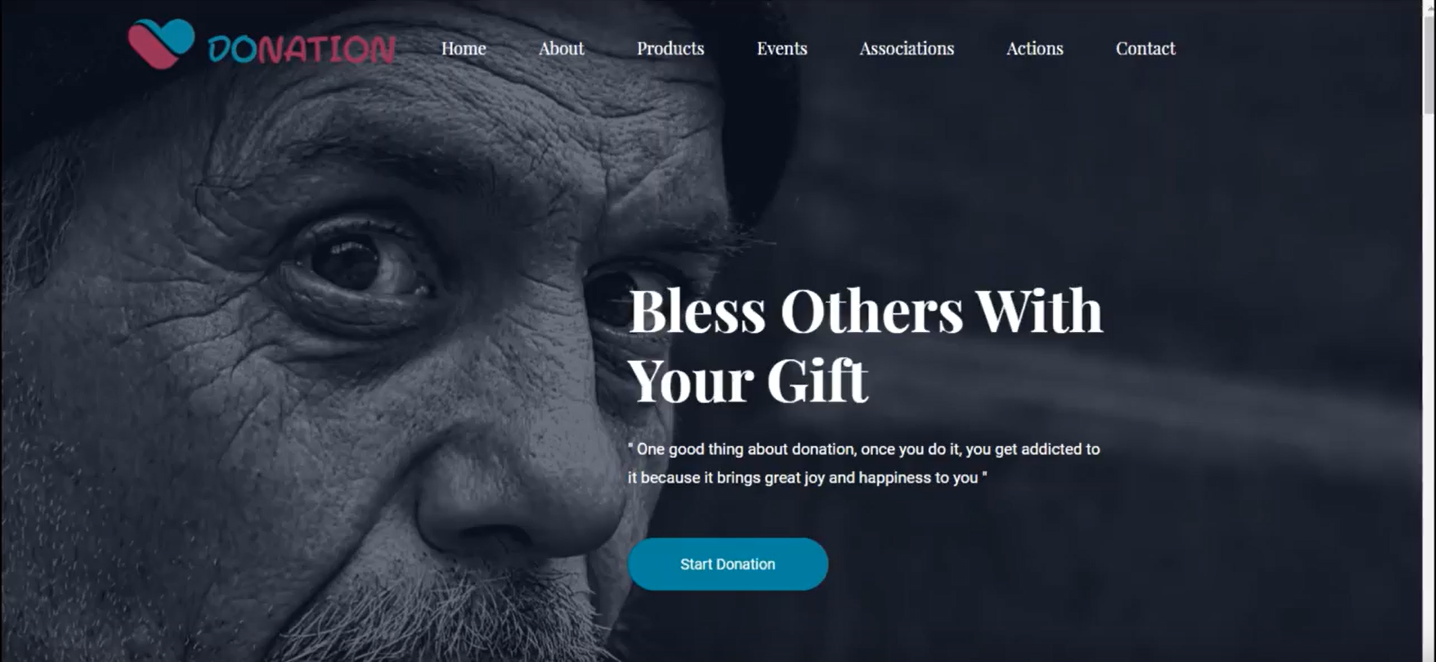 DONATION
Home About Products Events Associations Actions Contact
Bless Others With
Your Gift
" One good thing about donation, once you do it, you get addicted to
it because it brings great joy and happiness to you "
Start Donation